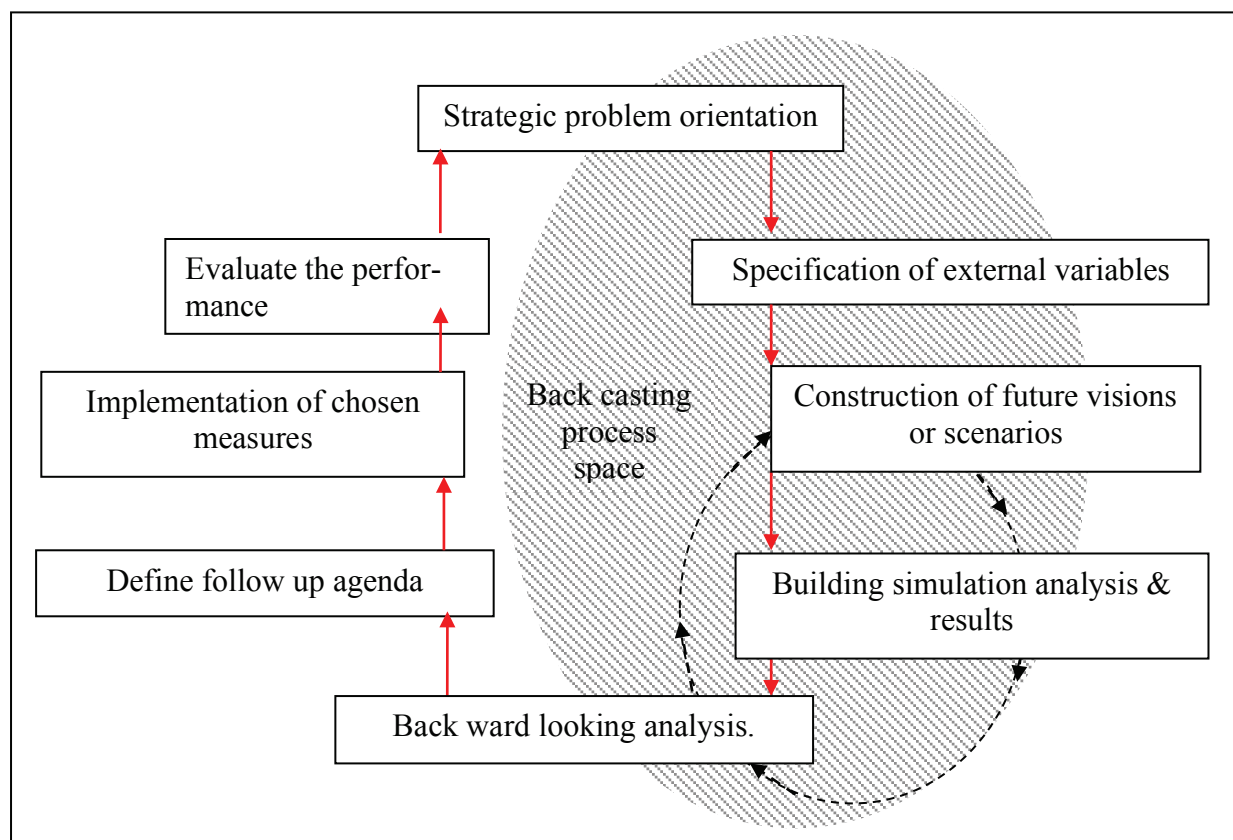 Strategic problem orientation
Specification of external variables
Construction of future visions
or scenarios
Building simulation analysis &
results
Back ward looking analysis.
Define follow up agenda
Implementation of chosen
measures
Evaluate the perfor-
mance
Back casting
process
space